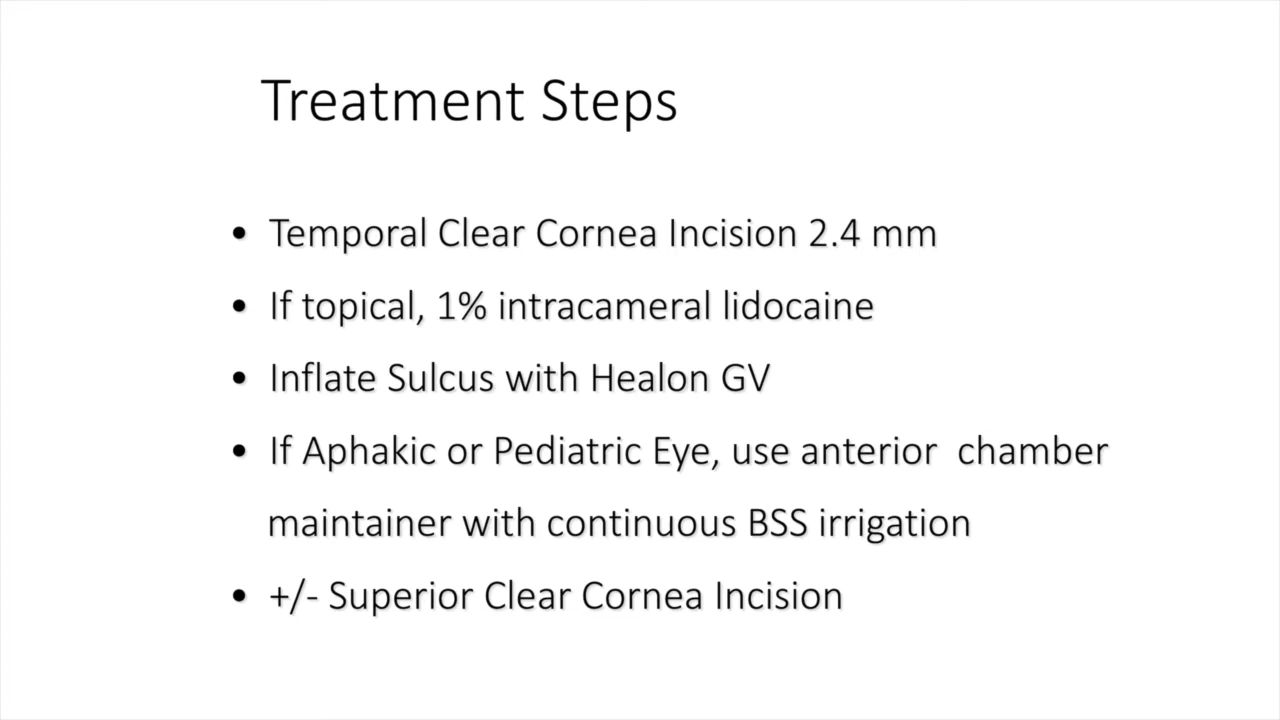 Treatment Steps
• Temporal Clear Cornea Incision 2.4 mm
• If topical, 1% intracameral lidocaine
• Inflate Sulcus with Healon GV
• If Aphakic or Pediatric Eye, use anterior  chamber
maintainer with continuous BSS irrigation
• +/- Superior Clear Cornea Incision